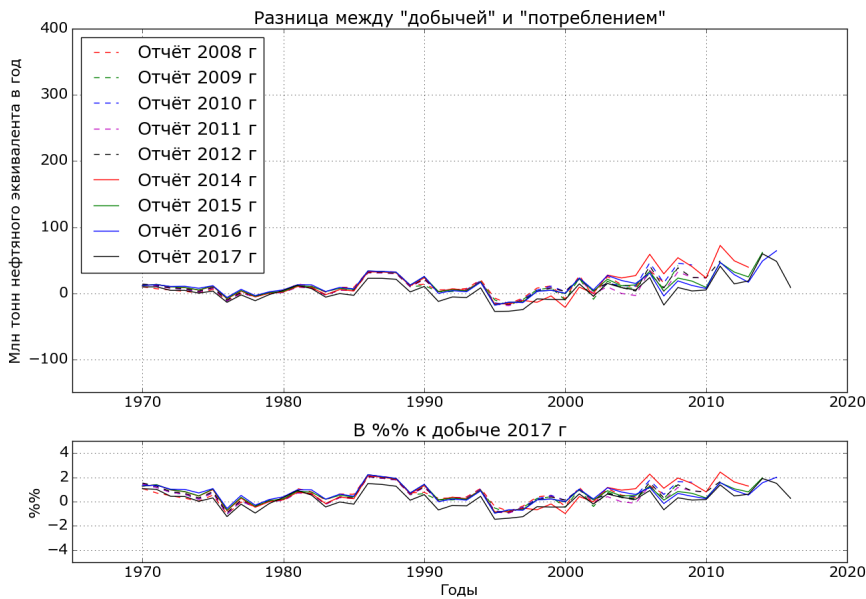 Разница между "добычей" и "потреблением"
Млн тонн нефтяного эквивалента в год
400
300
200
100
0
−100
Отчёт 2008 г
Отчёт 2009 г
Отчёт 2010 г
Отчёт 2011 г
Отчёт 2012 г
Отчёт 2014 г
Отчёт 2015 г
Отчёт 2016 г
Отчёт 2017 г
1970 1980 1990 2000 2010 2020
В %% к добыче 2017 г
%%
4
2
0
−2
−4
1970 1980 1990 2000 2010 2020
Годы